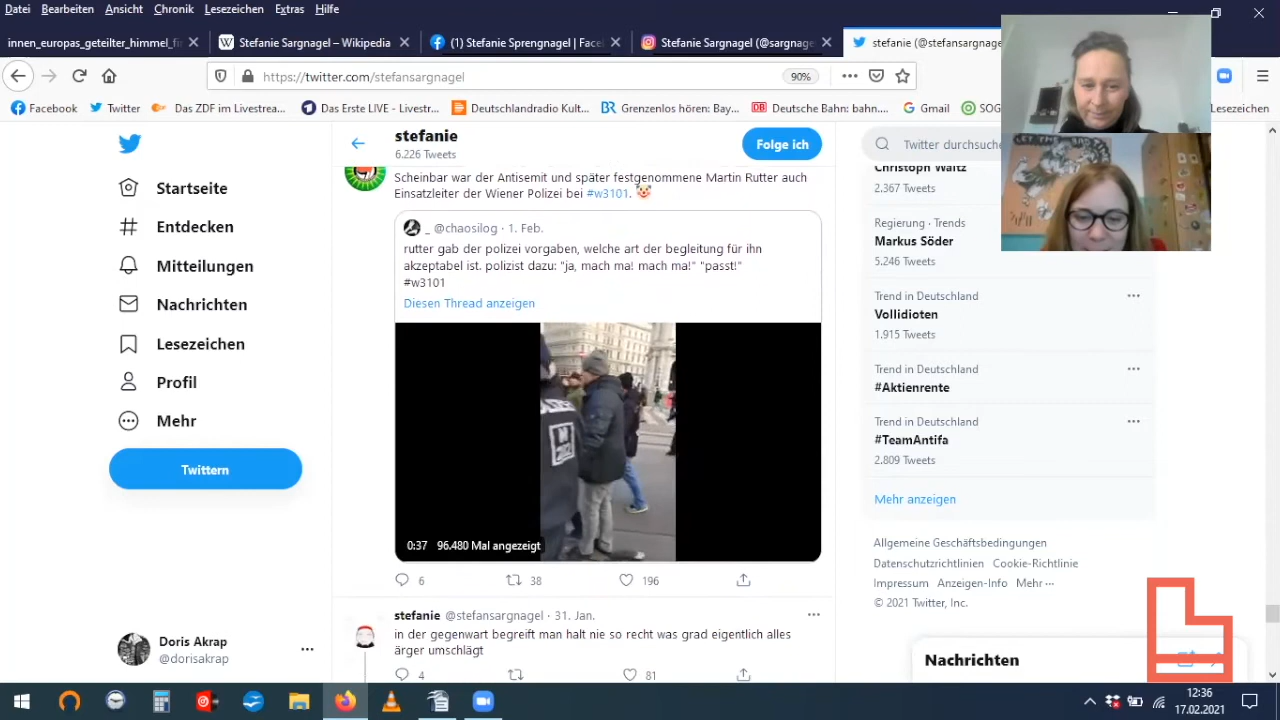 Datei Bearbeiten Ansicht Chronik Lesezeichen Extras Hilfe
innen_europas_geteilter_himmel_fi
Stefanie Sargnagel – Wikipedia
(1) Stefanie Sprengnagel | Face
Stefanie Sargnagel (@sargnage
stefanie (@stefansargna
https://twitter.com/stefansargnagel
90%
Facebook
Twitter
Das ZDF im Livestrea...
Das Erste LIVE - Livestr...
Deutschlandradio Kult...
Grenzenlos hören: Bay...
Deutsche Bahn: bahn....
Gmail
SOG
Lesezeichen
Startseite
Entdecken
Mitteilungen
Nachrichten
Lesezeichen
Profil
Mehr
Twittern
Doris Akrap
@dorisakrap
stefanie
6.226 Tweets
Folge ich
Scheinbar war der Antisemit und später festgenommene Martin Rutter auch
Einsatzleiter der Wiener Polizei bei #w3101.
_ @chaosilog · 1. Feb.
rutter gab der polizei vorgaben, welche art der begleitung für ihn
akzeptabel ist. polizist dazu: "ja, mach ma! mach ma!" "passt!"
#w3101
Diesen Thread anzeigen
0:37 96.480 Mal angezeigt
6 38 196
stefanie @stefansargnagel · 31. Jan.
in der gegenwart begreift man halt nie so recht was grad eigentlich alles
ärger umschlägt
4 81
Twitter durchsuche
Christoph Waltz
2.367 Tweets
Regierung · Trends
Markus Söder
5.246 Tweets
Trend in Deutschland
Vollidioten
1.915 Tweets
Trend in Deutschland
#Aktienrente
Trend in Deutschland
#TeamAntifa
2.809 Tweets
Mehr anzeigen
Allgemeine Geschäftsbedingungen
Datenschutzrichtlinien Cookie-Richtlinie
Impressum Anzeigen-Info Mehr
© 2021 Twitter, Inc.
Nachrichten
12:36
17.02.2021